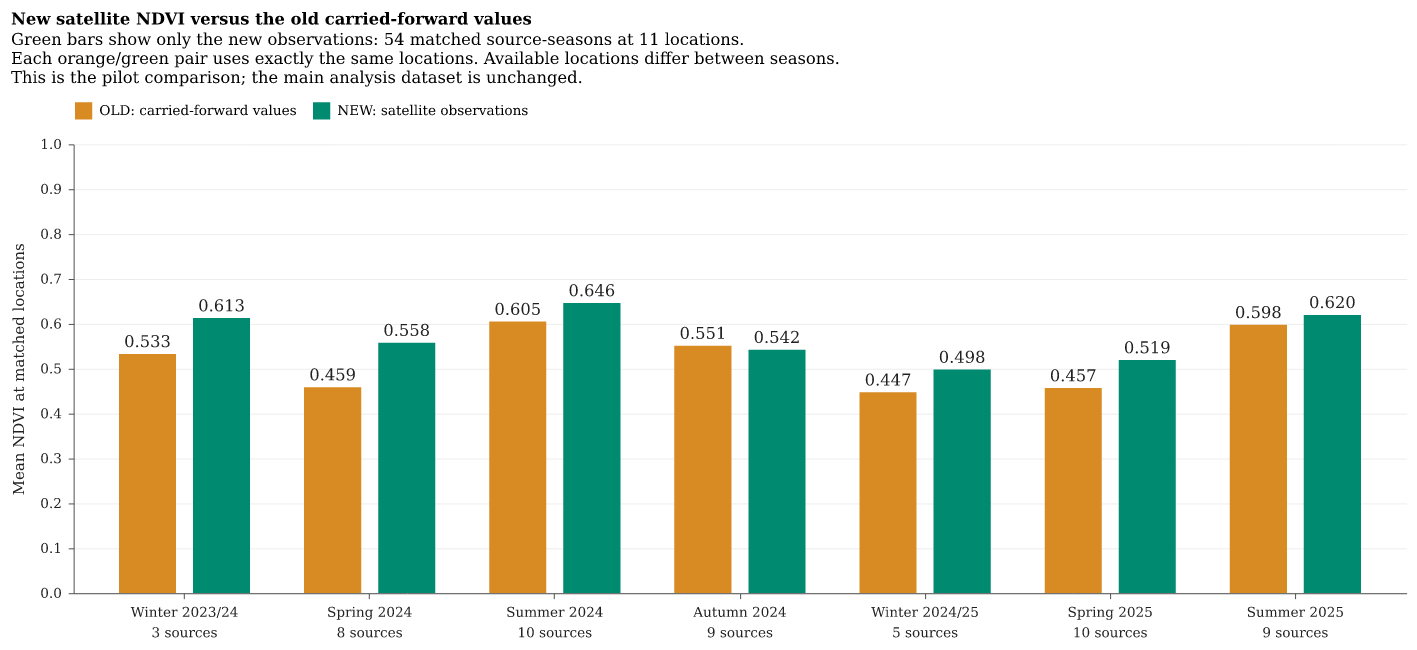 New satellite NDVI versus the old carried-forward values
Green bars show only the new observations: 54 matched source-seasons at 11 locations.
Each orange/green pair uses exactly the same locations. Available locations differ between seasons.
This is the pilot comparison; the main analysis dataset is unchanged.
OLD: carried-forward values NEW: satellite observations
Mean NDVI at matched locations
1.0
0.9
0.8
0.7
0.6
0.5
0.4
0.3
0.2
0.1
0.0
0.533 0.613 0.459 0.558 0.605 0.646 0.551 0.542 0.447 0.498 0.457 0.519 0.598 0.620
Winter 2023/24 Spring 2024 Summer 2024 Autumn 2024 Winter 2024/25 Spring 2025 Summer 2025
3 sources 8 sources 10 sources 9 sources 5 sources 10 sources 9 sources